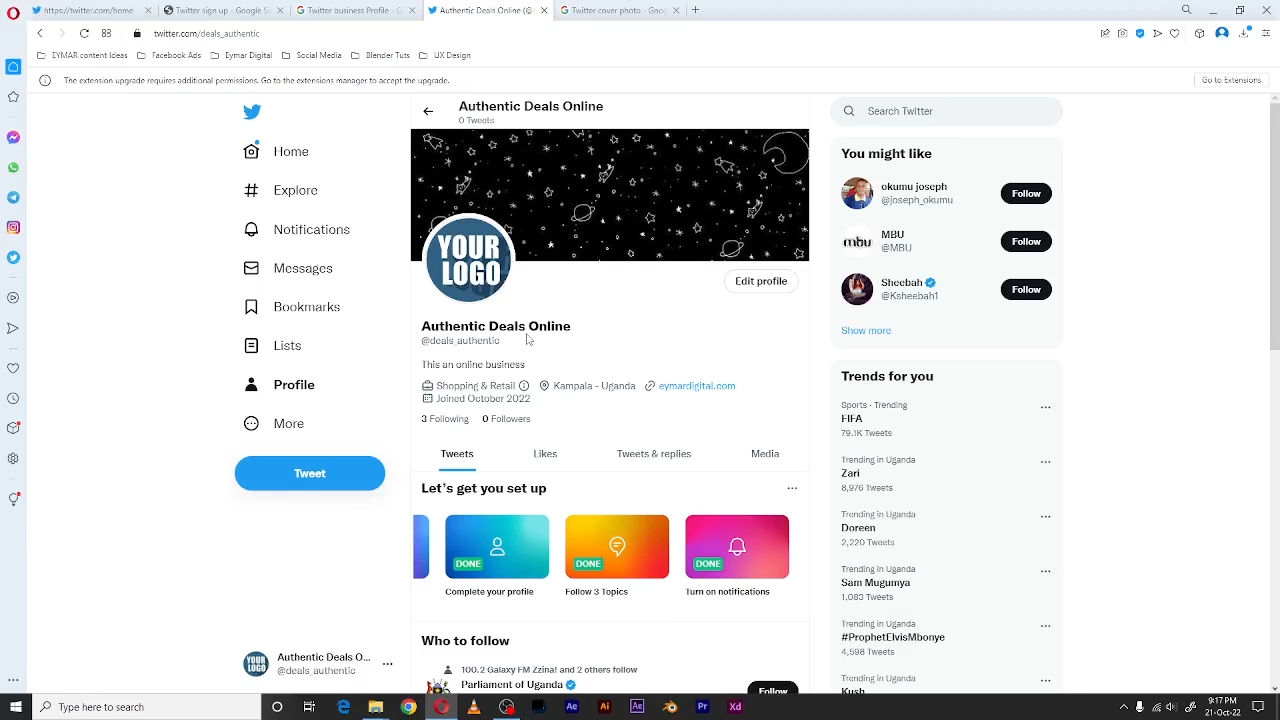 https://twitter.com/home
Twitter sign up - Google Se
Twitter business Profile - G
Authentic Deals Online (@
Twitter cover photo - Goo
twitter.com/deals_authentic
EYMAR content Ideas
Facebook Ads
Eymar Digital
Social Media
Blender Tuts
UX Design
The extension upgrade requires additional permissions. Go to the extensions manager to accept the upgrade.
Go to Extensions
Home
Explore
Notifications
Messages
Bookmarks
Lists
Profile
More
Tweet
Authentic Deals O...
@deals_authentic
YOUR
LOGO
Authentic Deals Online
0 Tweets
YOUR
LOGO
Edit profile
Authentic Deals Online
@deals_authentic
This an online business
Shopping & Retail
Kampala - Uganda
eymardigital.com
Joined October 2022
3 Following 0 Followers
Tweets
Likes
Tweets & replies
Media
Let's get you set up
DONE
Complete your profile
DONE
Follow 3 Topics
DONE
Turn on notifications
Who to follow
100.2 Galaxy FM Zzina! and 2 others follow
Parliament of Uganda
Follow
Search Twitter
You might like
okumu joseph
@joseph_okumu
Follow
mbu
MBU
@MBU
Follow
Sheebah
@Ksheebah1
Follow
Show more
Trends for you
Sports · Trending
FIFA
79.1K Tweets
Trending in Uganda
Zari
8,976 Tweets
Trending in Uganda
Doreen
2,220 Tweets
Trending in Uganda
Sam Mugumya
1,083 Tweets
Trending in Uganda
#ProphetElvisMbonye
4,598 Tweets
Trending in Uganda
Kush
Type here to search
Ae
Ai
Ae
Pr
Xd
9:17 PM
21-Oct-22